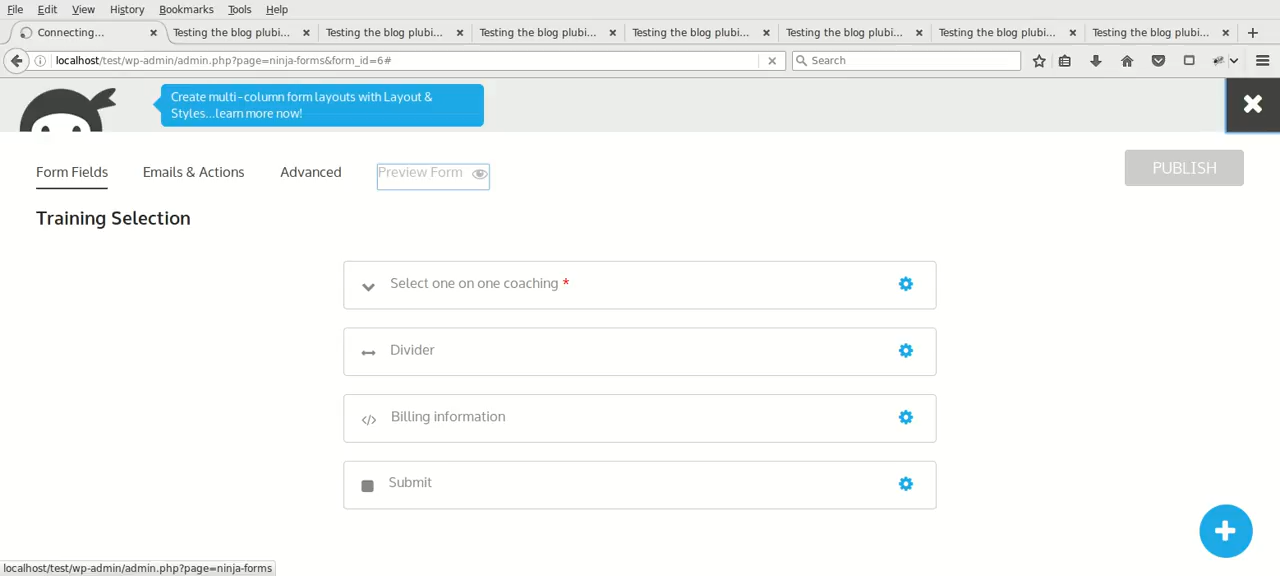 File Edit View History Bookmarks Tools Help
Connecting... Testing the blog plubi... Testing the blog plubi... Testing the blog plubi... Testing the blog plubi... Testing the blog plubi... Testing the blog plubi... Testing the blog plubi...
localhost/test/wp-admin/admin.php?page=ninja-forms&form_id=6# Search
Create multi-column form layouts with Layout &
Styles...learn more now!
Form Fields Emails & Actions Advanced Preview Form PUBLISH
Training Selection
Select one on one coaching *
Divider
Billing information
Submit
localhost/test/wp-admin/admin.php?page=ninja-forms